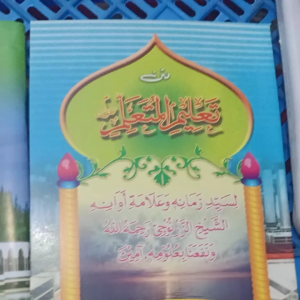 متن
تعليم المتعلم
لسيد زمانه وعلامة أوانه
الشيخ الزرنوجي رحمه الله
ونفعنا بعلومه، آمين